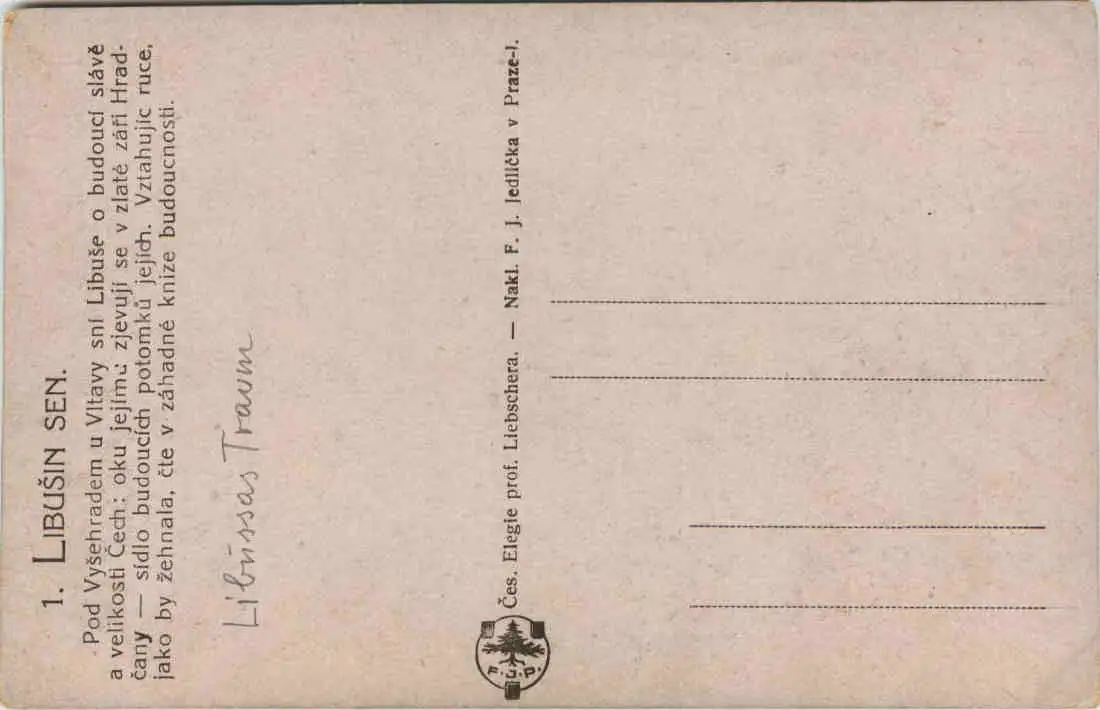 1. LIBUŠIN SEN.
Pod Vyšehradem u Vltavy sní Libuše o budoucí slávě
a velikosti Čech: oku jejímu zjevují se v zlaté záři Hrad-
čany — sídlo budoucích potomků jejích. Vztahujíc ruce,
jako by žehnala, čte v záhadné knize budoucnosti.
Libussas Traum
Čes. Elegie prof. Liebschera. — Nakl. F. J. Jedlička v Praze-I.
F. J. P.